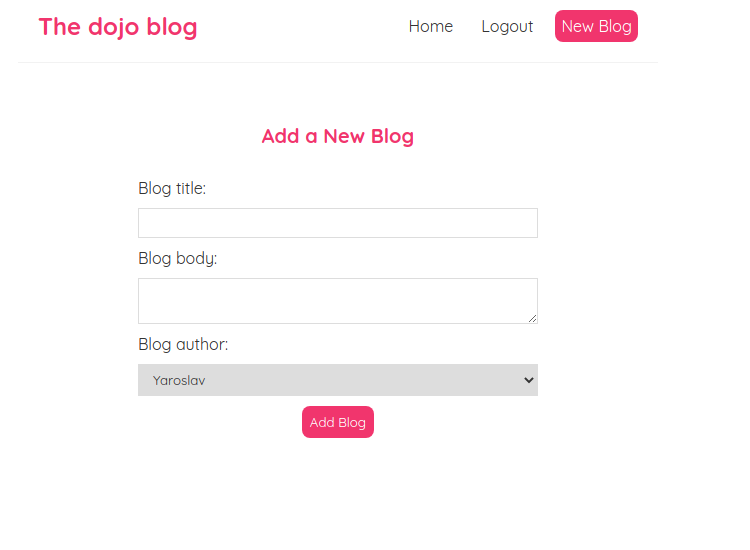 The dojo blog
Home Logout New Blog
Add a New Blog
Blog title:
Blog body:
Blog author:
Yaroslav
Add Blog